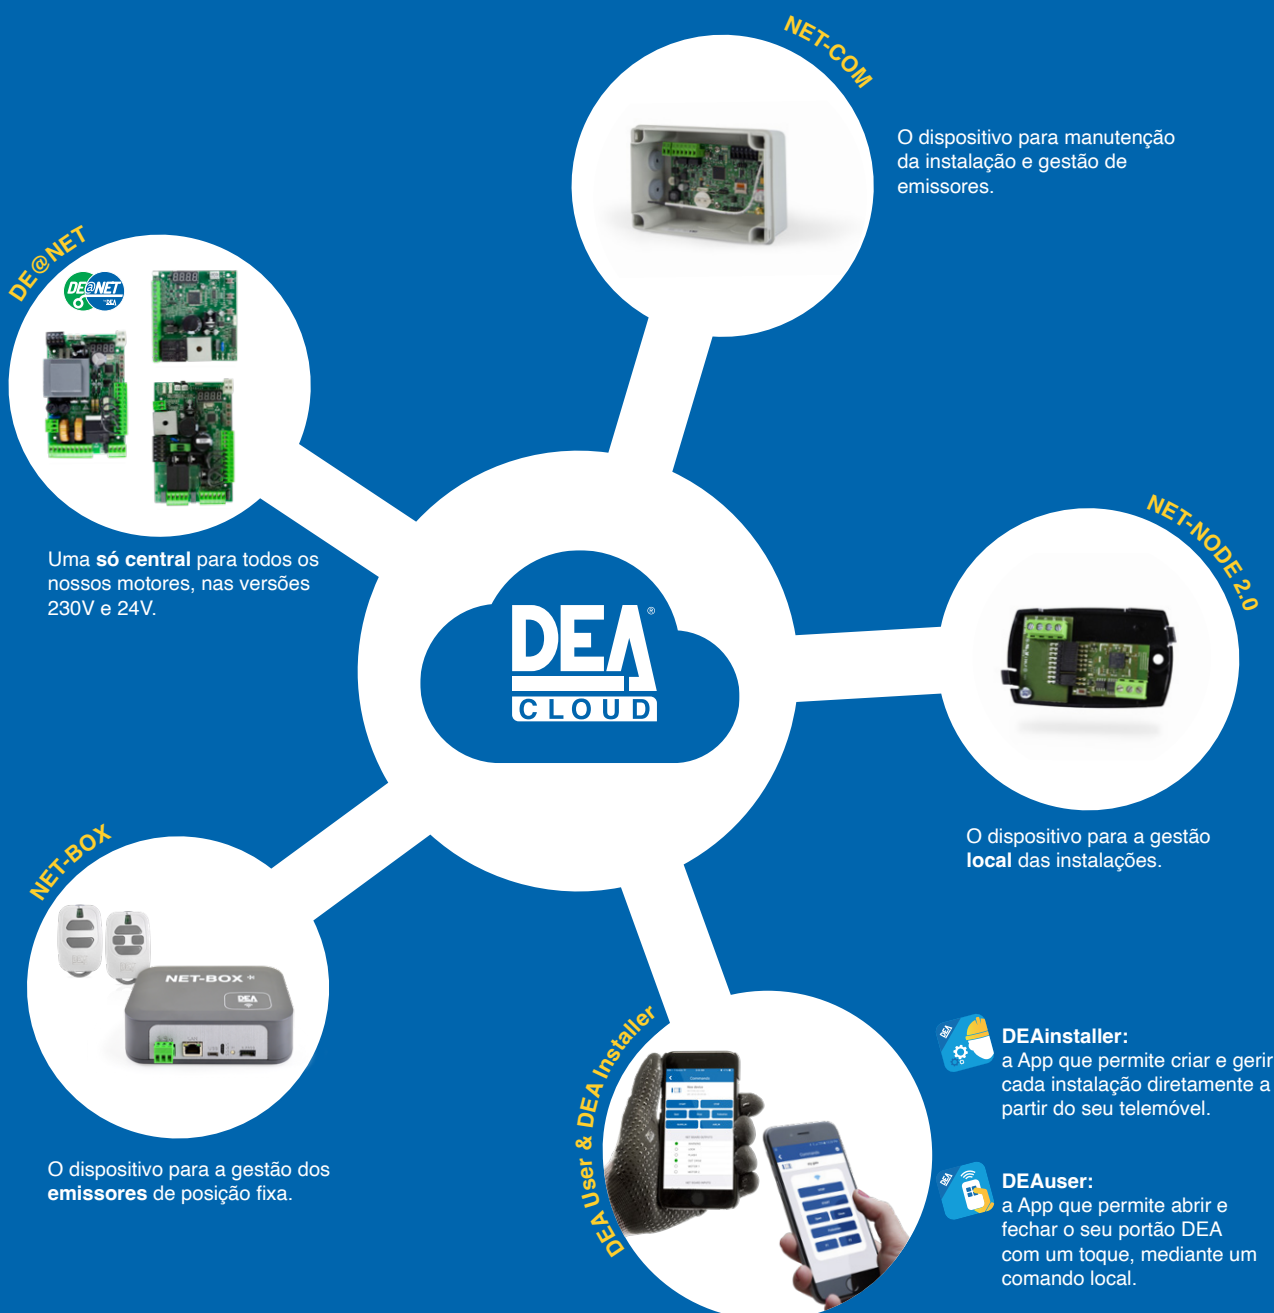 NET-COM
O dispositivo para manutenção
da instalação e gestão de
emissores.
DE@NET
DE@NET
by DEA
Uma só central para todos os
nossos motores, nas versões
230V e 24V.
NET-NODE 2.0
O dispositivo para a gestão
local das instalações.
DEA®
CLOUD
NET-BOX
NET-BOX
DEA
O dispositivo para a gestão dos
emissores de posição fixa.
DEA User & DEA Installer
DEA
DEAinstaller:
a App que permite criar e gerir
cada instalação diretamente a
partir do seu telemóvel.
DEA
DEAuser:
a App que permite abrir e
fechar o seu portão DEA
com um toque, mediante um
comando local.